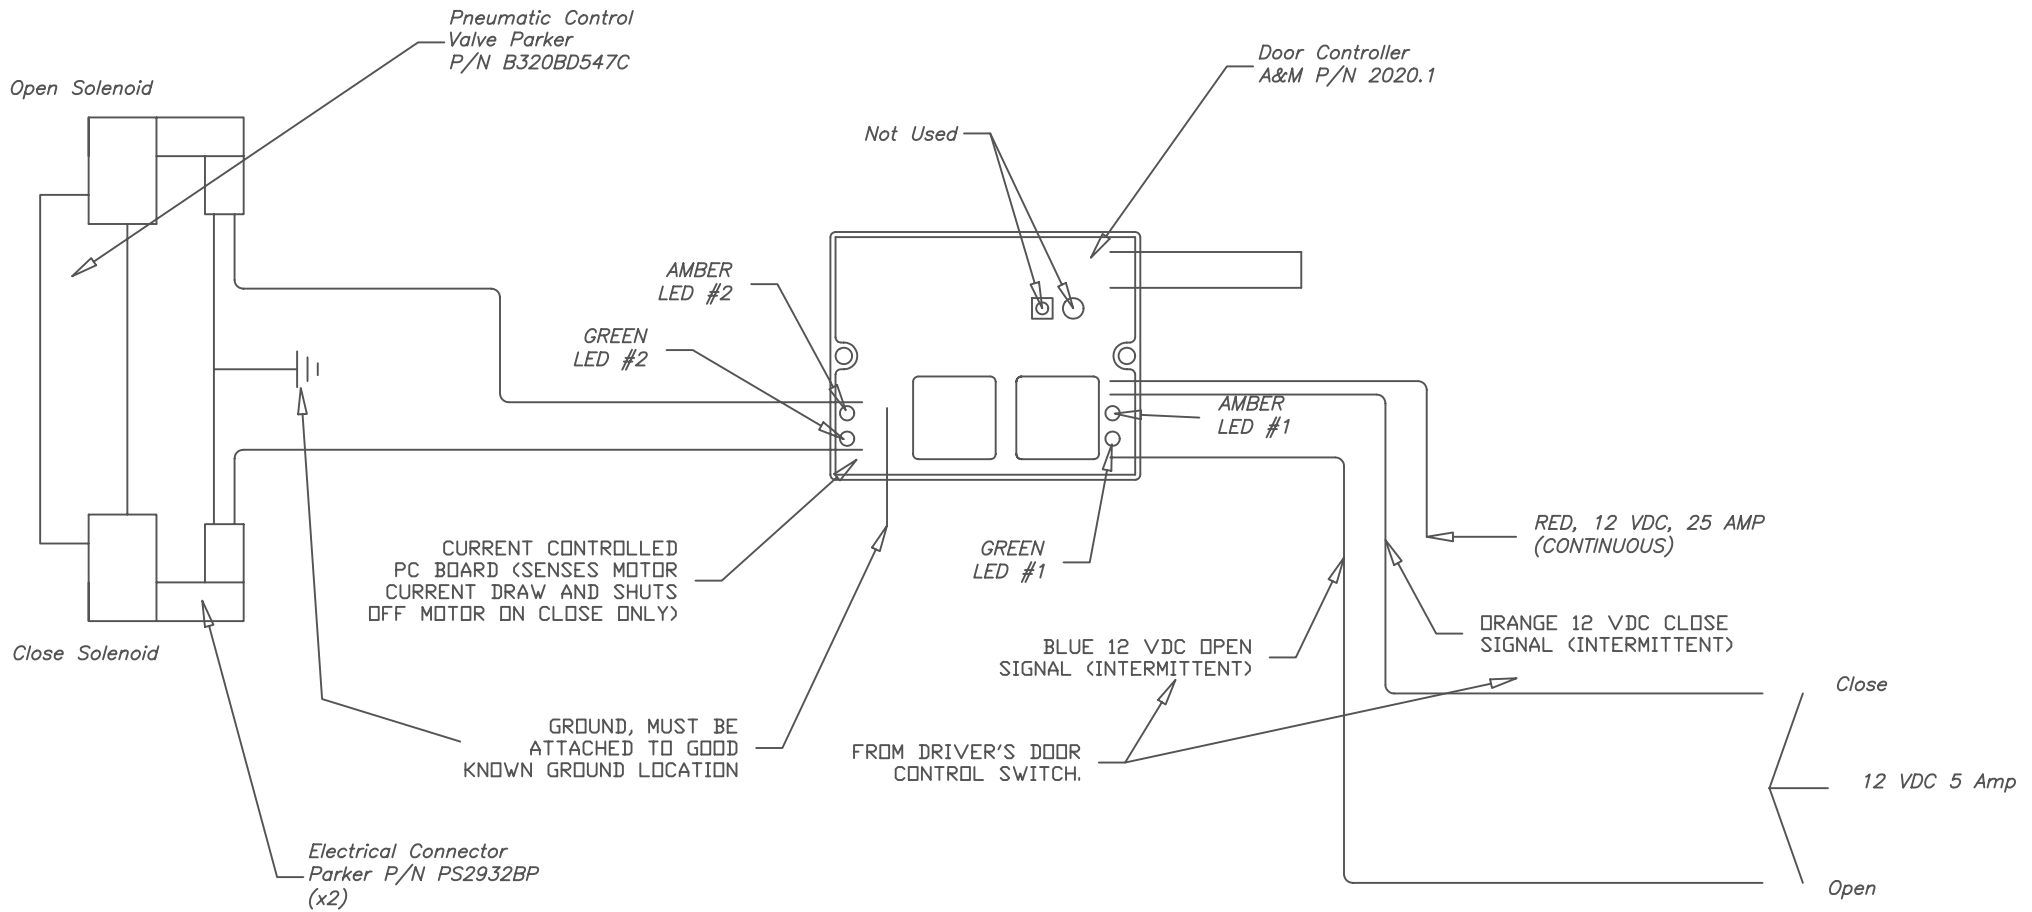 Pneumatic Control
Valve Parker
P/N B320BD547C
Door Controller
A&M P/N 2020.1
Open Solenoid
Not Used
AMBER
LED #2
GREEN
LED #2
AMBER
LED #1
GREEN
LED #1
RED, 12 VDC, 25 AMP
(CONTINUOUS)
CURRENT CONTROLLED
PC BOARD (SENSES MOTOR
CURRENT DRAW AND SHUTS
OFF MOTOR ON CLOSE ONLY)
ORANGE 12 VDC CLOSE
SIGNAL (INTERMITTENT)
BLUE 12 VDC OPEN
SIGNAL (INTERMITTENT)
Close Solenoid
Close
GROUND, MUST BE
ATTACHED TO GOOD
KNOWN GROUND LOCATION
FROM DRIVER'S DOOR
CONTROL SWITCH.
12 VDC 5 Amp
Electrical Connector
Parker P/N PS2932BP
(x2)
Open